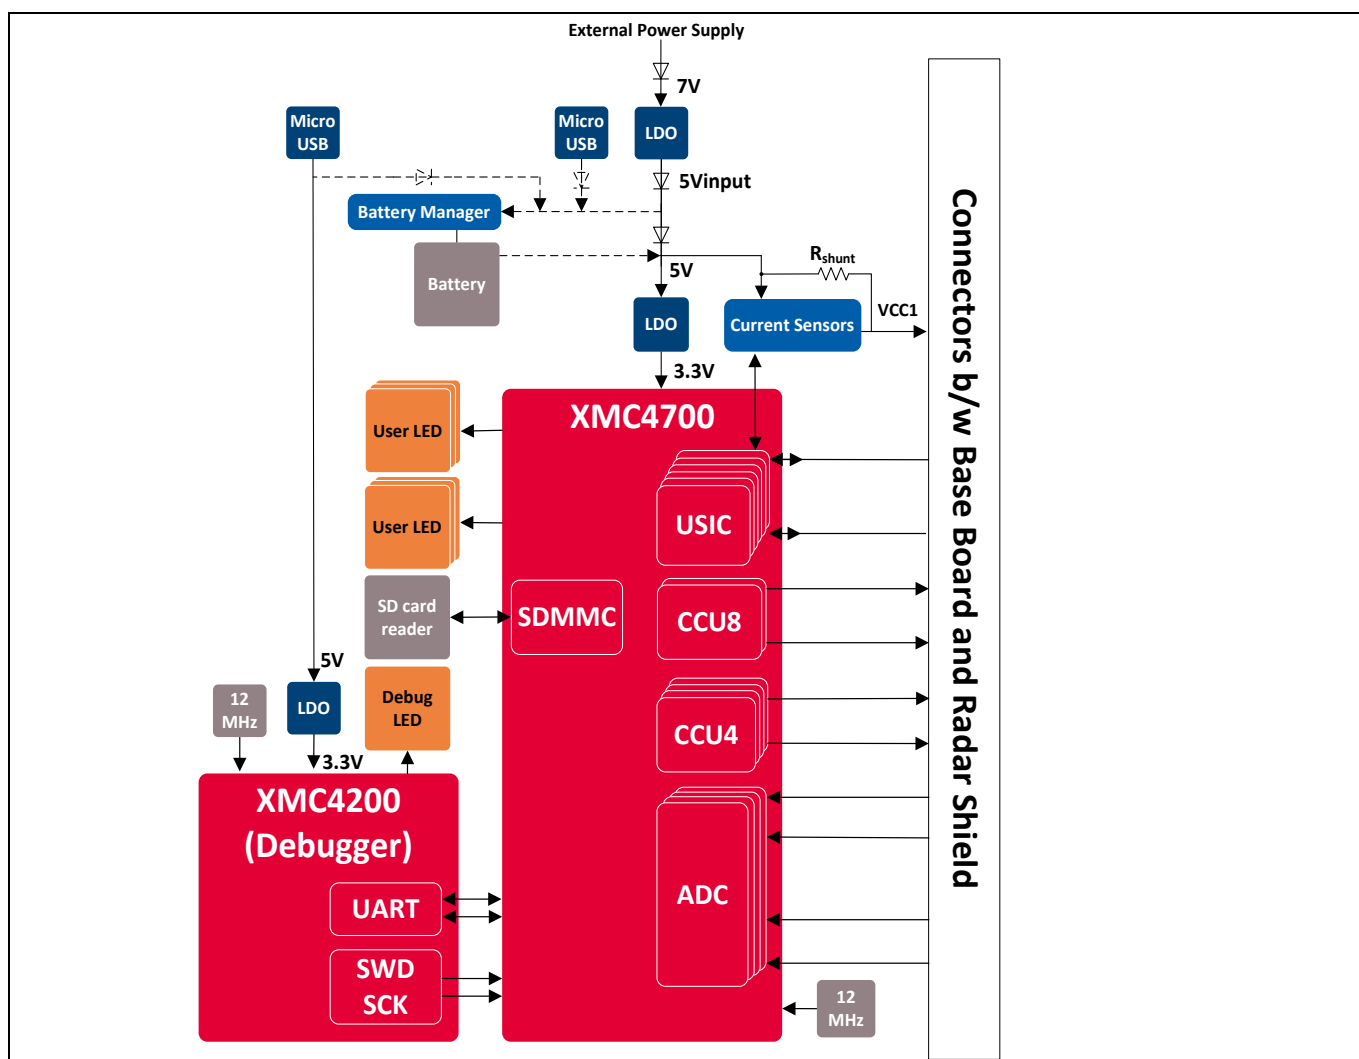 External Power Supply
7V
Micro
USB
Micro
USB
LDO
5Vinput
Battery Manager
Battery
5V
Rshunt
VCC1
LDO
Current Sensors
3.3V
XMC4700
User LED
User LED
USIC
SD card
reader
SDMMC
CCU8
5V
12
MHz
LDO
Debug
LED
CCU4
3.3V
XMC4200
(Debugger)
UART
ADC
SWD
SCK
12
MHz
Connectors b/w Base Board and Radar Shield